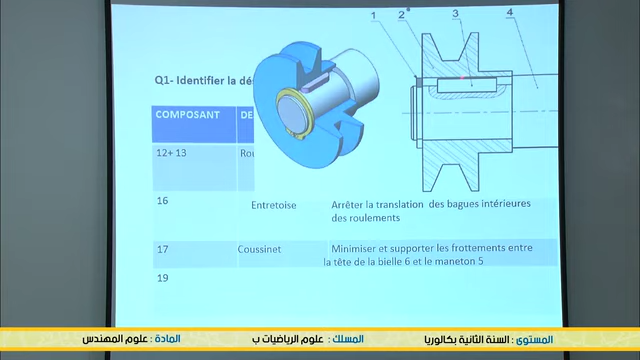 1 2* 3 4
Q1- Identifier la dé
COMPOSANT DE
12+ 13 Rou
16 Entretoise Arrêter la translation des bagues intérieures
des roulements
17 Coussinet Minimiser et supporter les frottements entre
la tête de la bielle 6 et le maneton 5
19
المستوى : السنة الثانية بكالوريا المسلك : علوم الرياضيات ب المادة : علوم المهندس